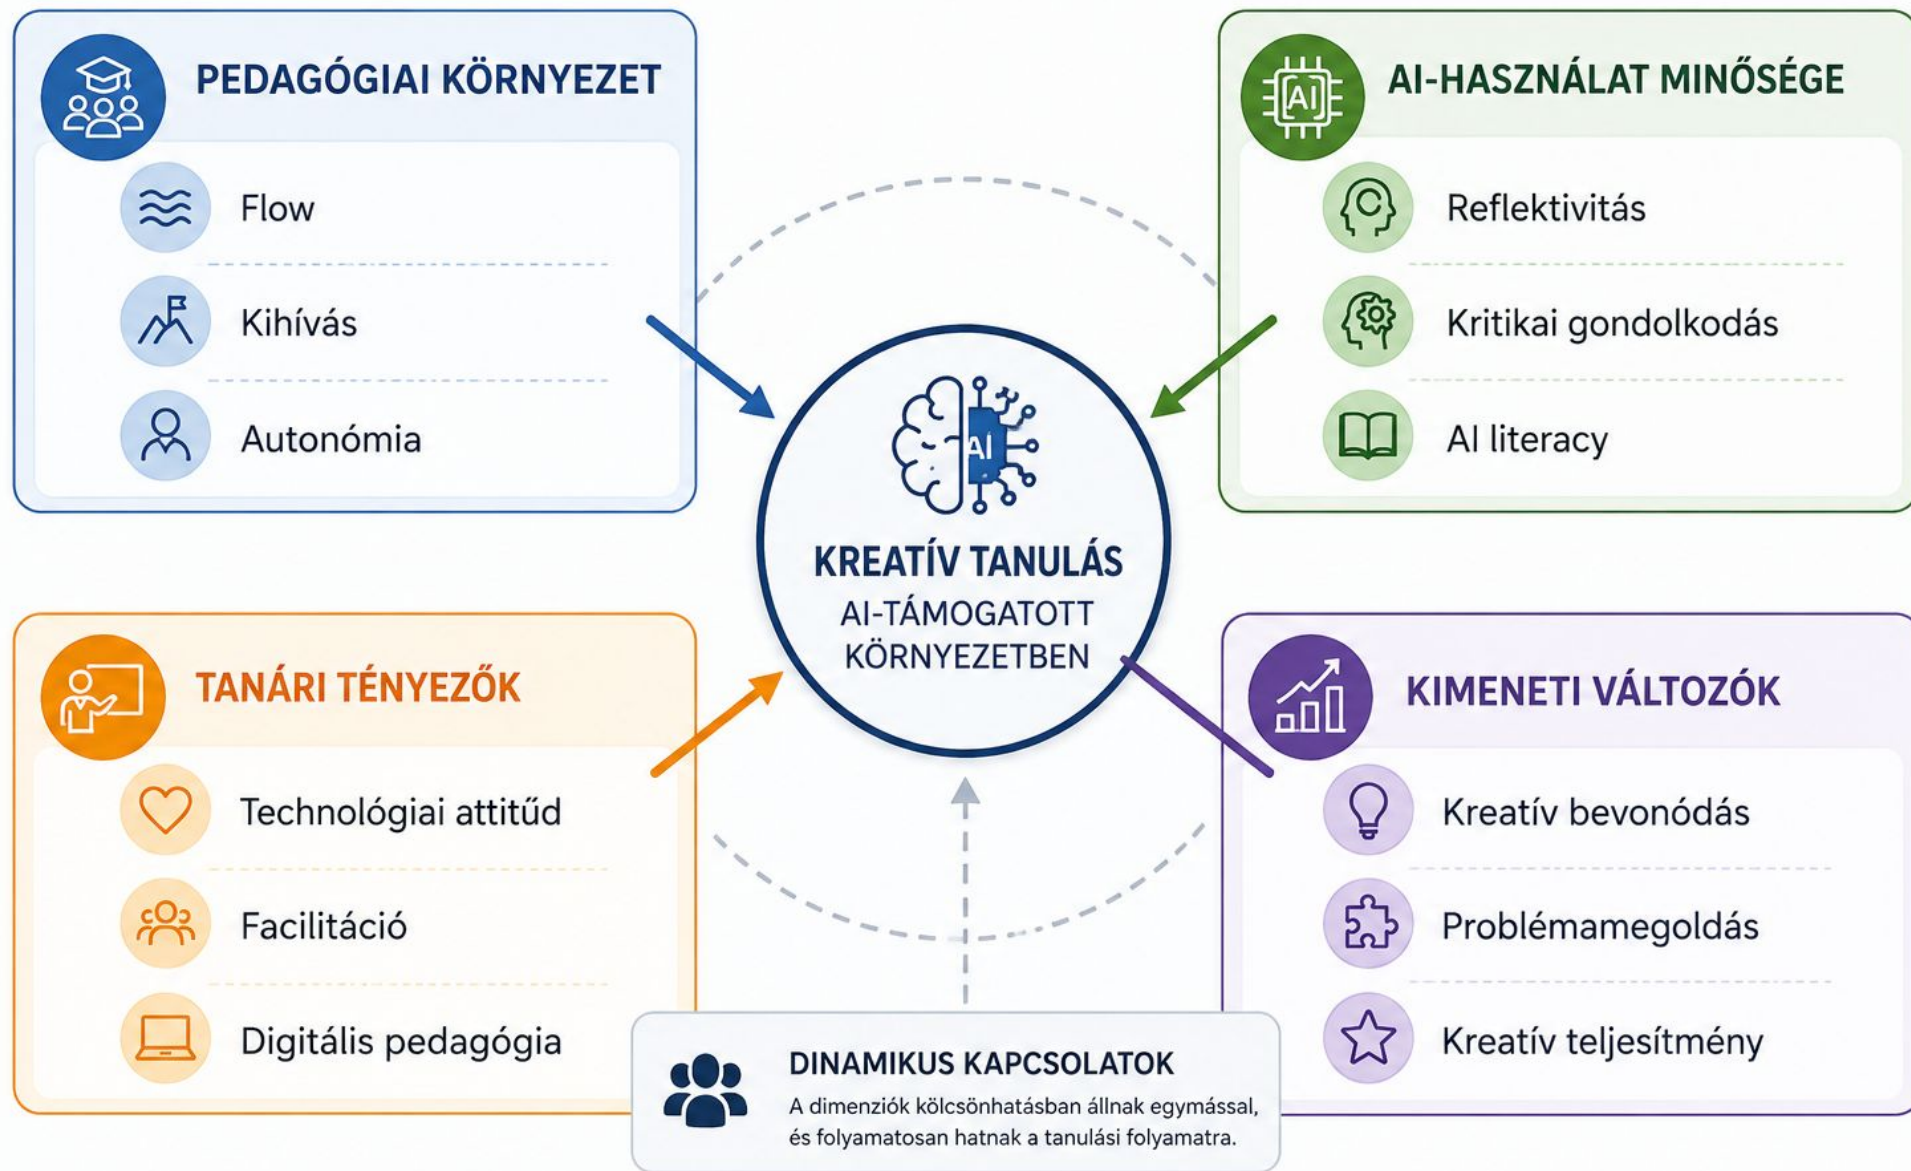 PEDAGÓGIAI KÖRNYEZET
Flow
Kihívás
Autonómia
AI-HASZNÁLAT MINŐSÉGE
AI
Reflektivitás
Kritikai gondolkodás
AI literacy
AI
KREATÍV TANULÁS
AI-TÁMOGATOTT
KÖRNYEZETBEN
TANÁRI TÉNYEZŐK
Technológiai attitűd
Facilitáció
Digitális pedagógia
KIMENETI VÁLTOZÓK
Kreatív bevonódás
Problémamegoldás
Kreatív teljesítmény
DINAMIKUS KAPCSOLATOK
A dimenziók kölcsönhatásban állnak egymással,
és folyamatosan hatnak a tanulási folyamatra.